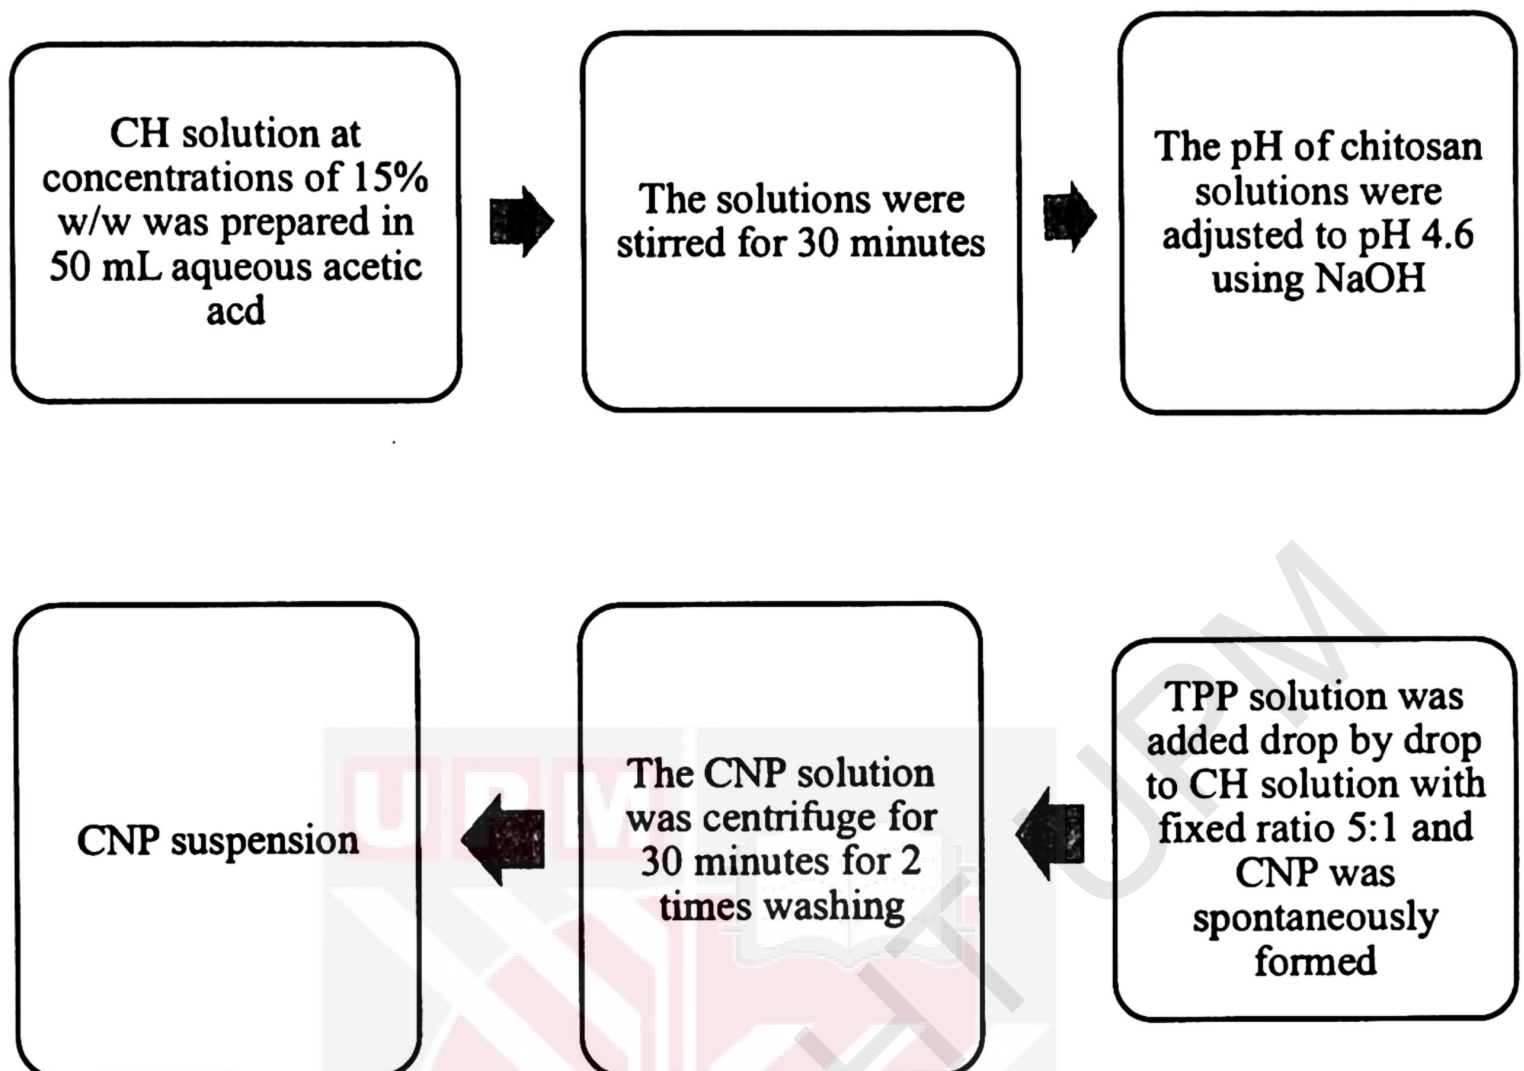 CH solution at
concentrations of 15%
w/w was prepared in
50 mL aqueous acetic
acd
The solutions were
stirred for 30 minutes
The pH of chitosan
solutions were
adjusted to pH 4.6
using NaOH
TPP solution was
added drop by drop
to CH solution with
fixed ratio 5:1 and
CNP was
spontaneously
formed
The CNP solution
was centrifuge for
30 minutes for 2
times washing
CNP suspension
UPM
HT UPM